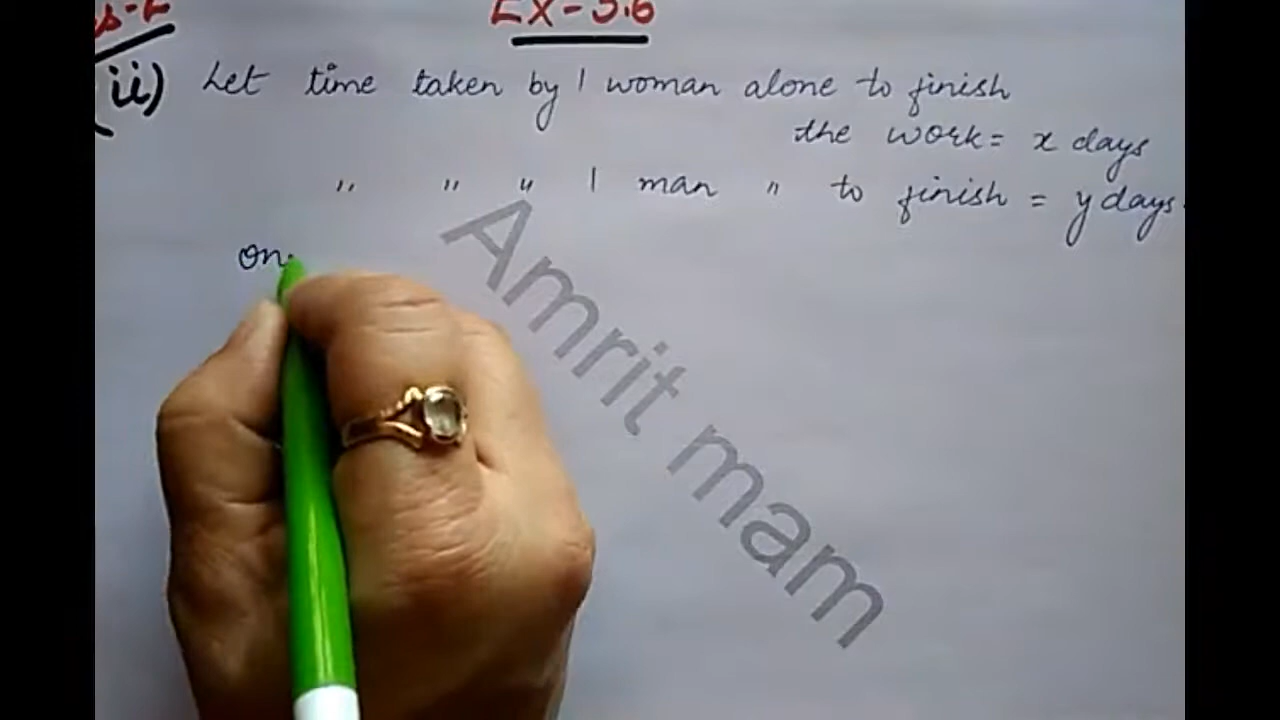 Ex-3.6
(ii) Let time taken by 1 woman alone to finish
the work = x days
" " " 1 man " to finish = y days.
On
Amrit mam